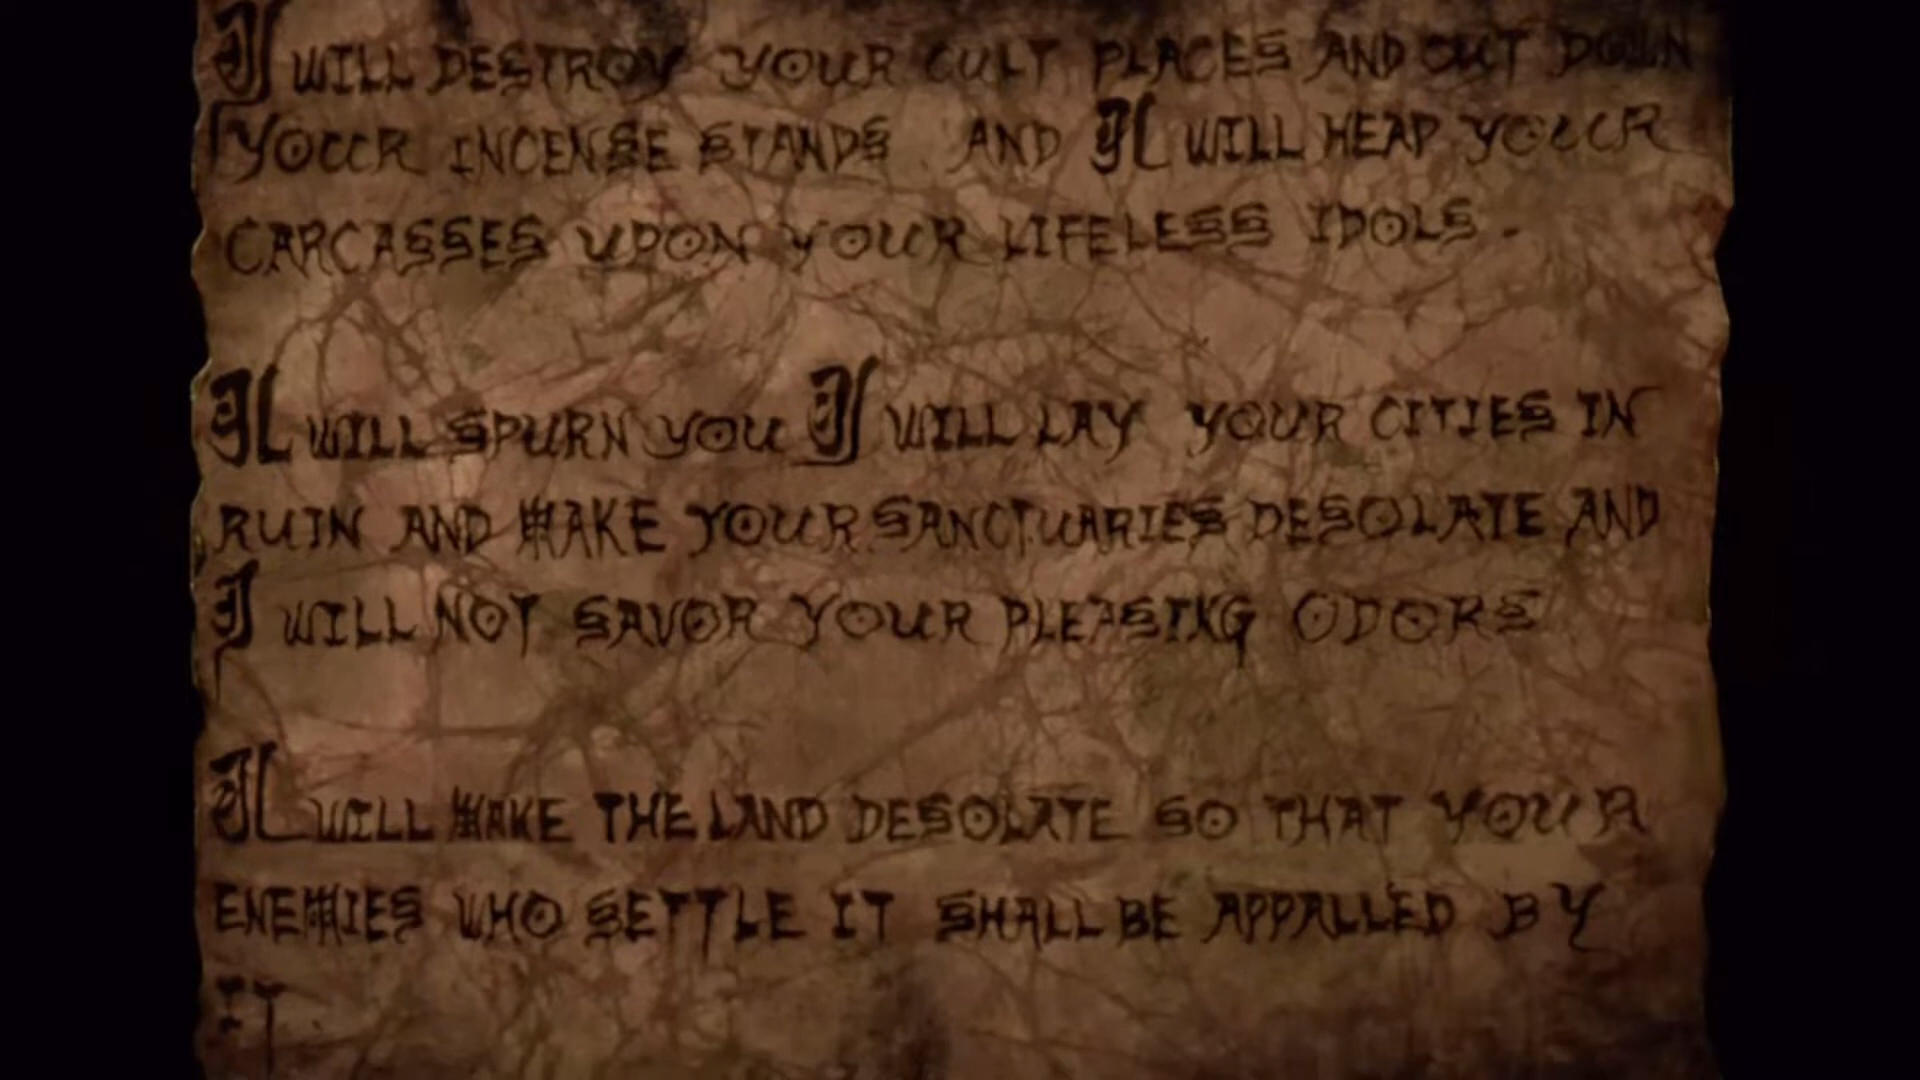 I WILL DESTROY YOUR CULT PLACES AND CUT DOWN
YOUR INCENSE STANDS AND I WILL HEAP YOUR
CARCASSES UPON YOUR LIFELESS IDOLS.
I WILL SPURN YOU I WILL LAY YOUR CITIES IN
RUIN AND MAKE YOUR SANCTUARIES DESOLATE AND
I WILL NOT SAVOR YOUR PLEASING ODORS
I WILL MAKE THE LAND DESOLATE SO THAT YOUR
ENEMIES WHO SETTLE IT SHALL BE APPALLED BY
IT.